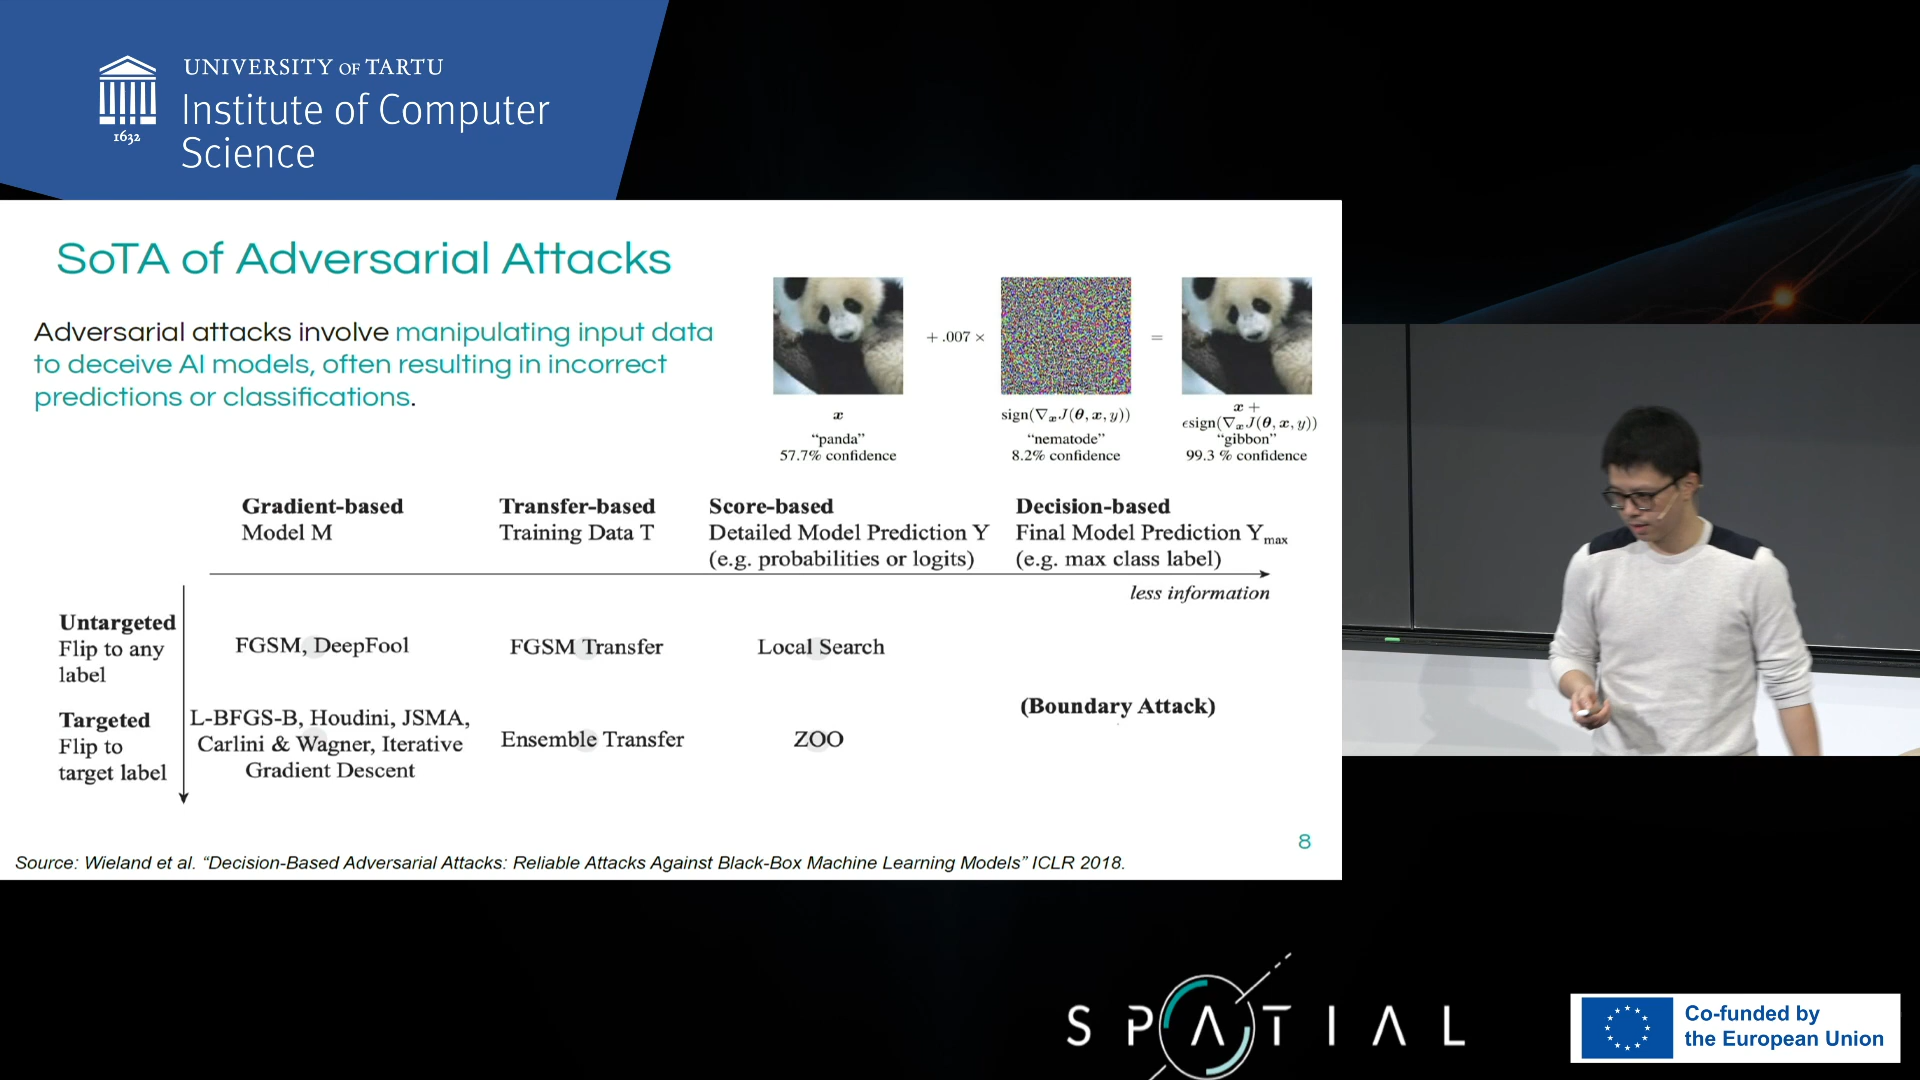 UNIVERSITY OF TARTU
Institute of Computer
Science
1632
SoTA of Adversarial Attacks
Adversarial attacks involve manipulating input data
to deceive AI models, often resulting in incorrect
predictions or classifications.
+ .007 ×
=
x
"panda"
57.7% confidence
sign(∇ₓJ(θ, x, y))
"nematode"
8.2% confidence
x +
ϵsign(∇ₓJ(θ, x, y))
"gibbon"
99.3 % confidence
Gradient-based
Model M
Transfer-based
Training Data T
Score-based
Detailed Model Prediction Y
(e.g. probabilities or logits)
Decision-based
Final Model Prediction Y max
(e.g. max class label)
less information
Untargeted
Flip to any
label
FGSM, DeepFool
FGSM Transfer
Local Search
Targeted
Flip to
target label
L-BFGS-B, Houdini, JSMA,
Carlini & Wagner, Iterative
Gradient Descent
Ensemble Transfer
ZOO
(Boundary Attack)
8
Source: Wieland et al. "Decision-Based Adversarial Attacks: Reliable Attacks Against Black-Box Machine Learning Models" ICLR 2018.
SPATIAL
Co-funded by
the European Union